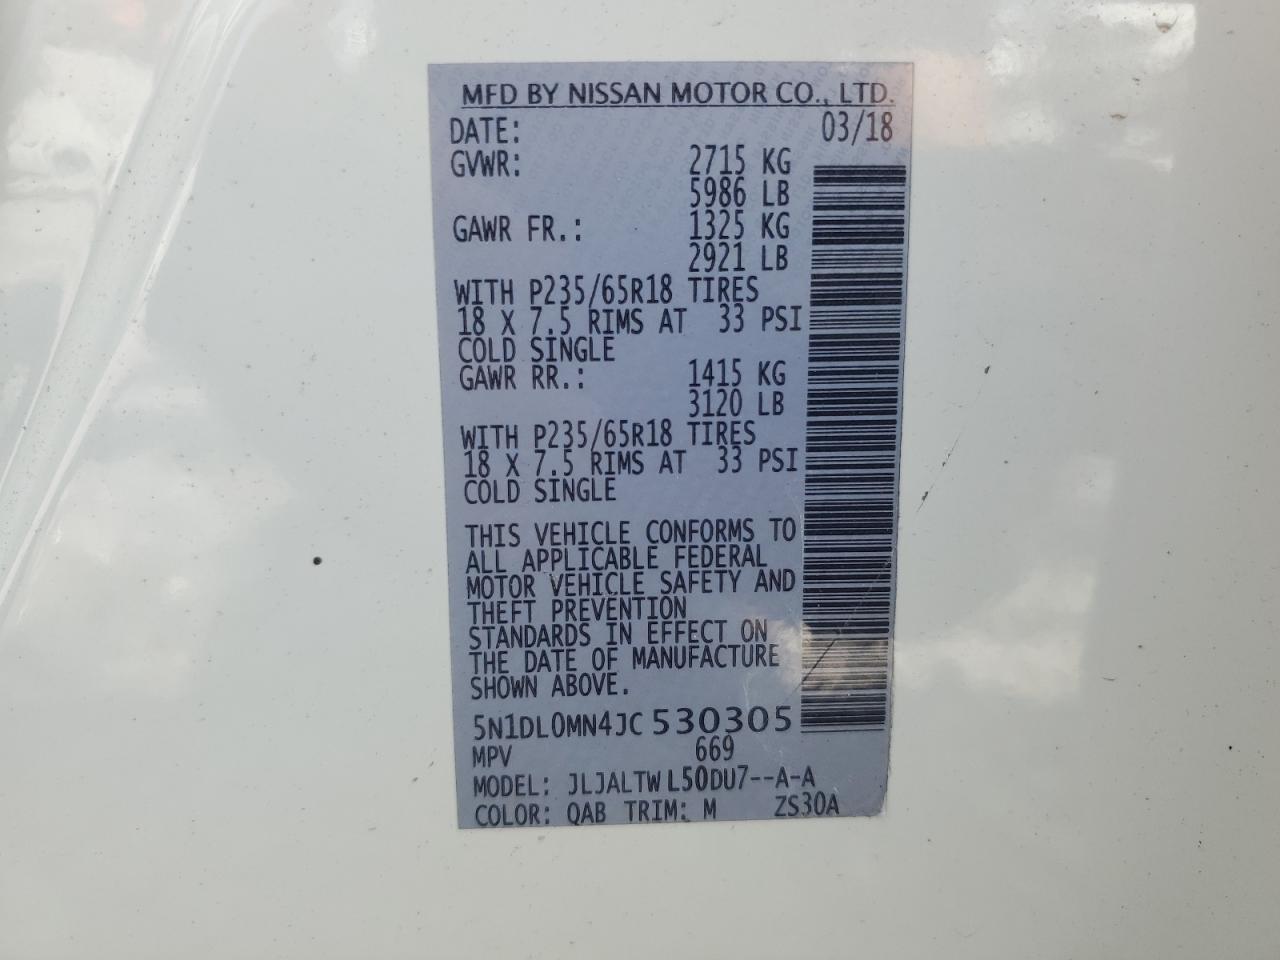 MFD BY NISSAN MOTOR CO., LTD.
DATE: 03/18
GVWR: 2715 KG
5986 LB
GAWR FR.: 1325 KG
2921 LB
WITH P235/65R18 TIRES
18 X 7.5 RIMS AT 33 PSI
COLD SINGLE
GAWR RR.: 1415 KG
3120 LB
WITH P235/65R18 TIRES
18 X 7.5 RIMS AT 33 PSI
COLD SINGLE
THIS VEHICLE CONFORMS TO
ALL APPLICABLE FEDERAL
MOTOR VEHICLE SAFETY AND
THEFT PREVENTION
STANDARDS IN EFFECT ON
THE DATE OF MANUFACTURE
SHOWN ABOVE.
5N1DL0MN4JC530305
MPV 669
MODEL: JLJALTWL50DU7--A-A
COLOR: QAB TRIM: M ZS30A